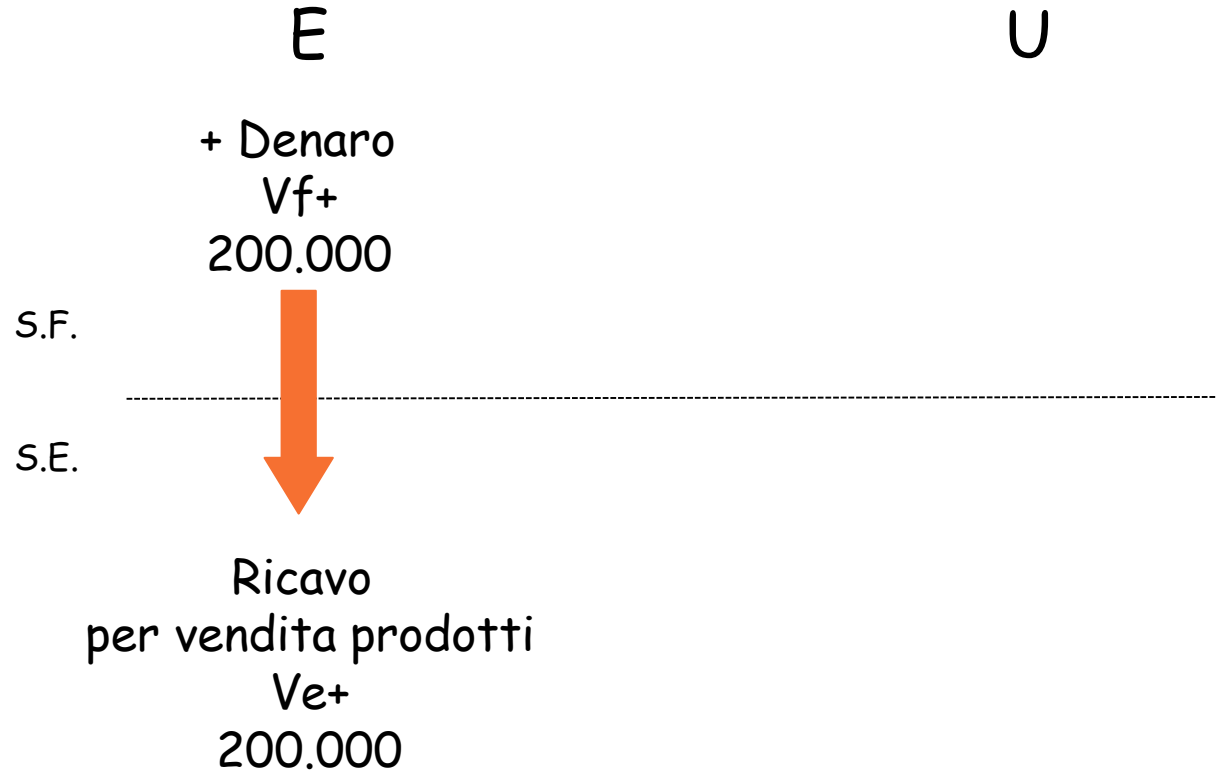 E
U
+ Denaro
Vf+
200.000
S.F.
S.E.
Ricavo
per vendita prodotti
Ve+
200.000